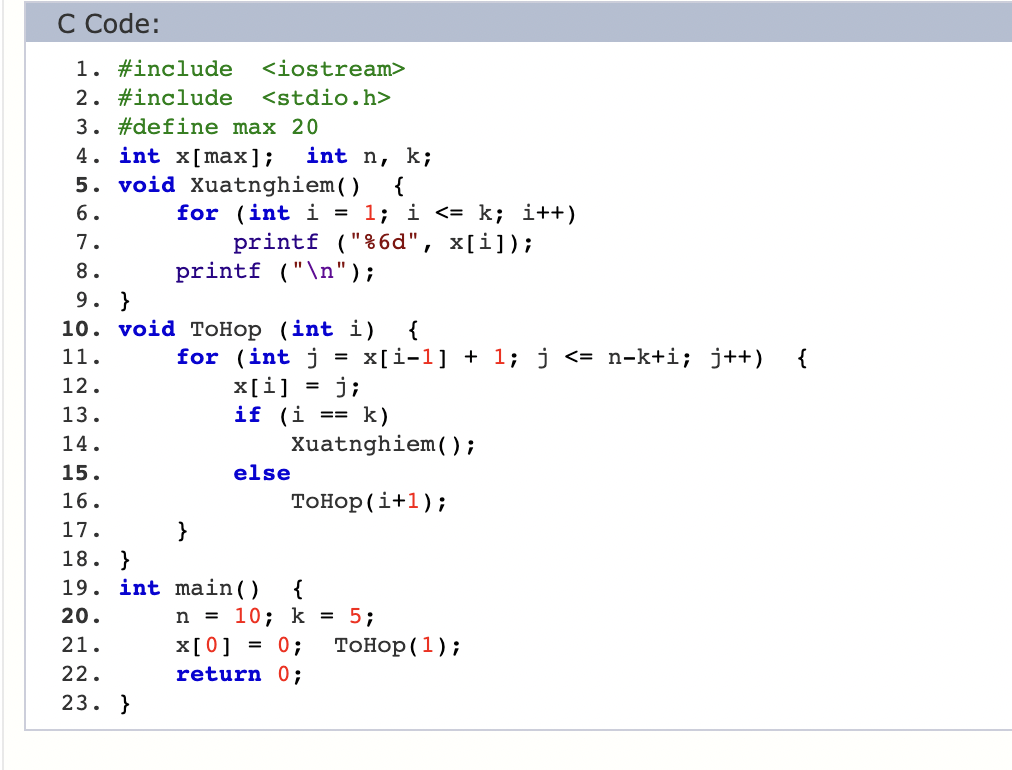 C Code:
1. #include  <iostream>
2. #include  <stdio.h>
3. #define max 20
4. int x[max];  int n, k;
5. void Xuatnghiem()  {
6.     for (int i = 1; i <= k; i++)
7.         printf ("%6d", x[i]);
8.     printf ("\n");
9. }
10. void ToHop (int i)  {
11.     for (int j = x[i-1] + 1; j <= n-k+i; j++)  {
12.         x[i] = j;
13.         if (i == k)
14.             Xuatnghiem();
15.         else
16.             ToHop(i+1);
17.     }
18. }
19. int main()  {
20.     n = 10; k = 5;
21.     x[0] = 0;  ToHop(1);
22.     return 0;
23. }